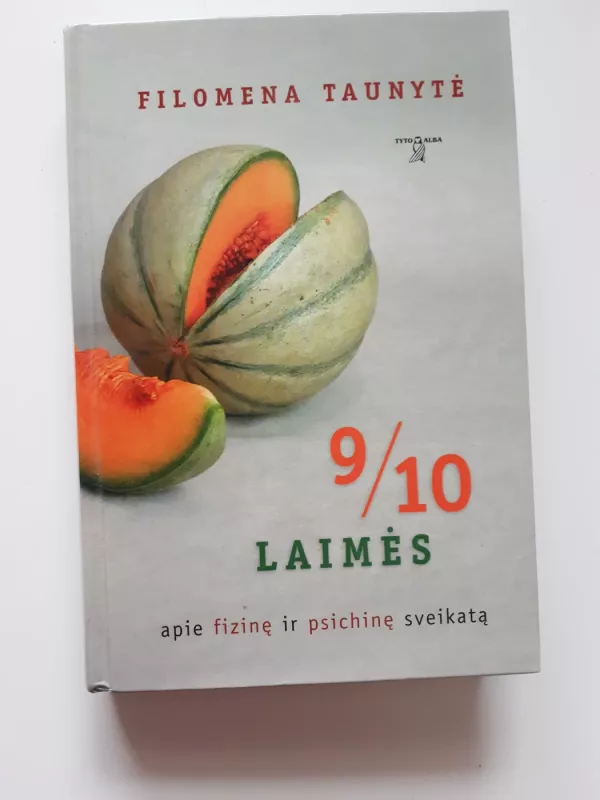 FILOMENA TAUNYTĖ
TYTO ALBA
9/10
LAIMĖS
apie fizinę ir psichinę sveikatą